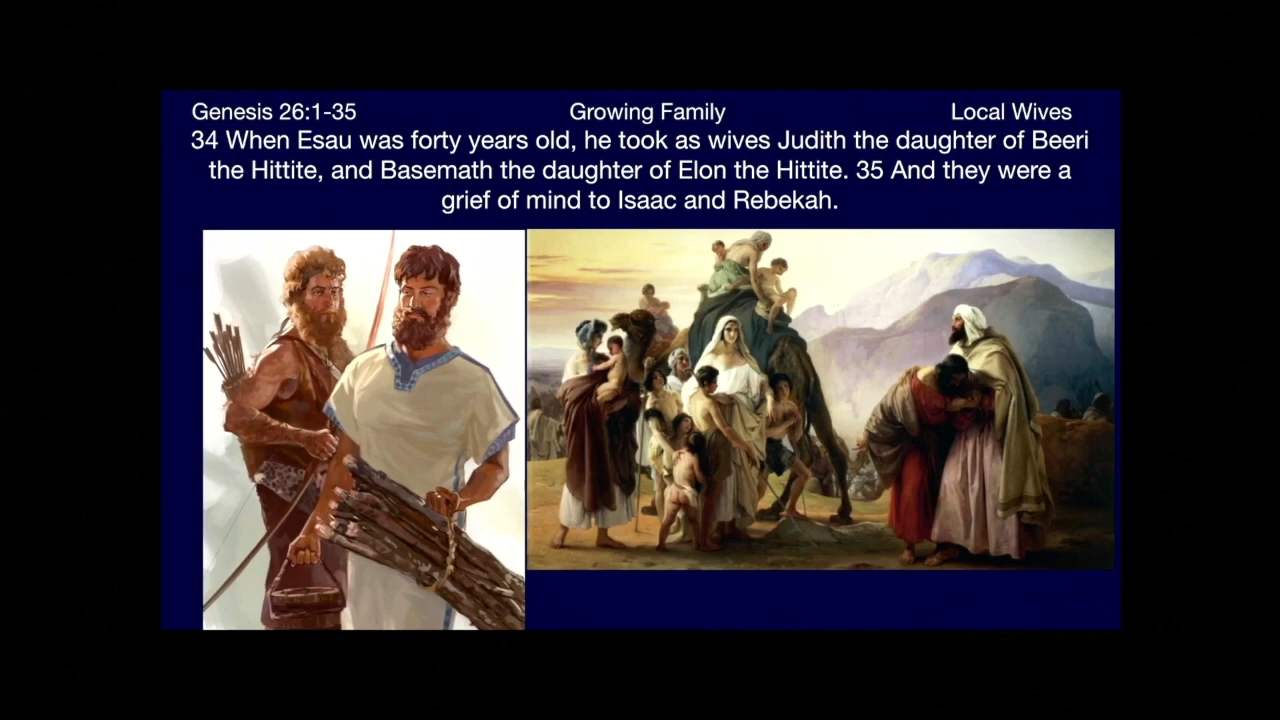 Genesis 26:1-35 Growing Family Local Wives
34 When Esau was forty years old, he took as wives Judith the daughter of Beeri
the Hittite, and Basemath the daughter of Elon the Hittite. 35 And they were a
grief of mind to Isaac and Rebekah.